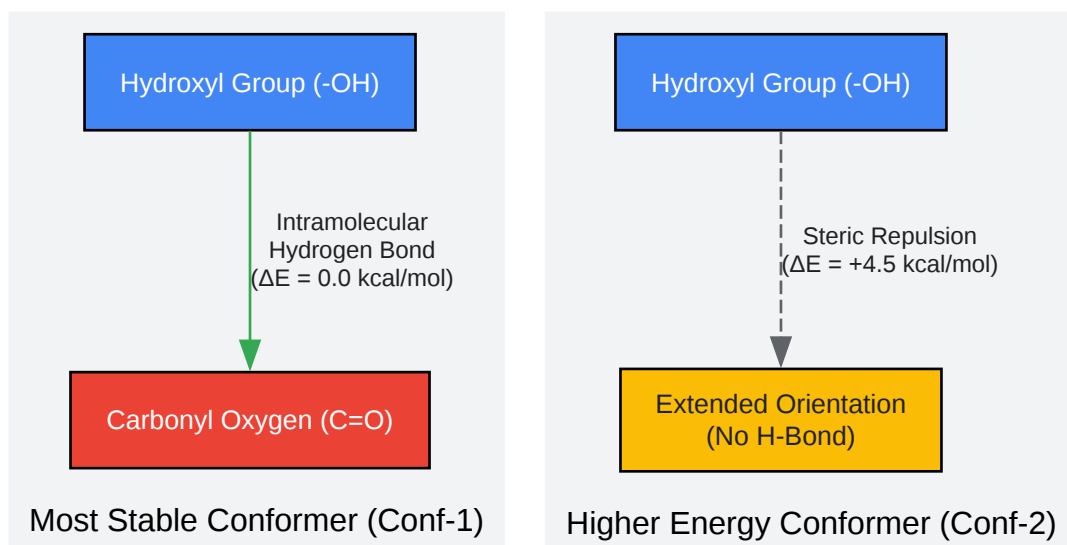 Hydroxyl Group (-OH)
Intramolecular
Hydrogen Bond
(ΔE = 0.0 kcal/mol)
Carbonyl Oxygen (C=O)
Most Stable Conformer (Conf-1)
Hydroxyl Group (-OH)
Steric Repulsion
(ΔE = +4.5 kcal/mol)
Extended Orientation
(No H-Bond)
Higher Energy Conformer (Conf-2)